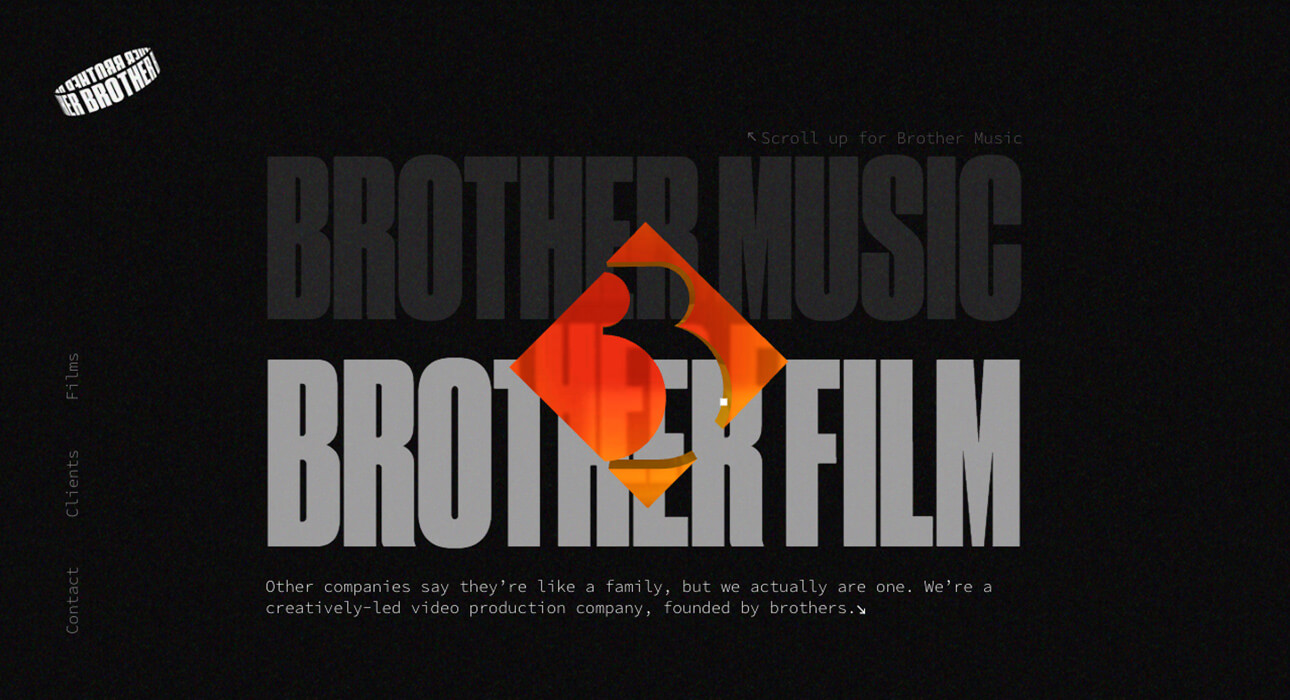 BROTHER
↖Scroll up for Brother Music
BROTHER MUSIC
BROTHER FILM
Films
Clients
Contact
Other companies say they’re like a family, but we actually are one. We’re a
creatively-led video production company, founded by brothers.↘